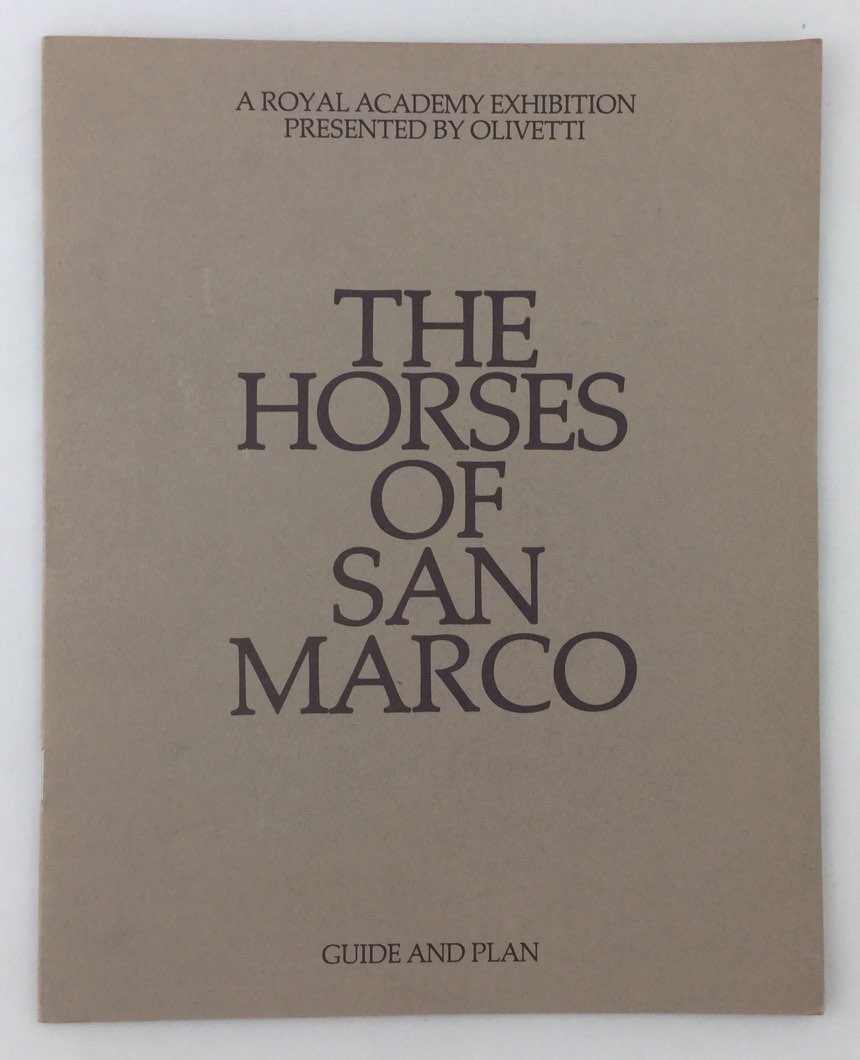 A ROYAL ACADEMY EXHIBITION
PRESENTED BY OLIVETTI
THE
HORSES
OF
SAN
MARCO
GUIDE AND PLAN